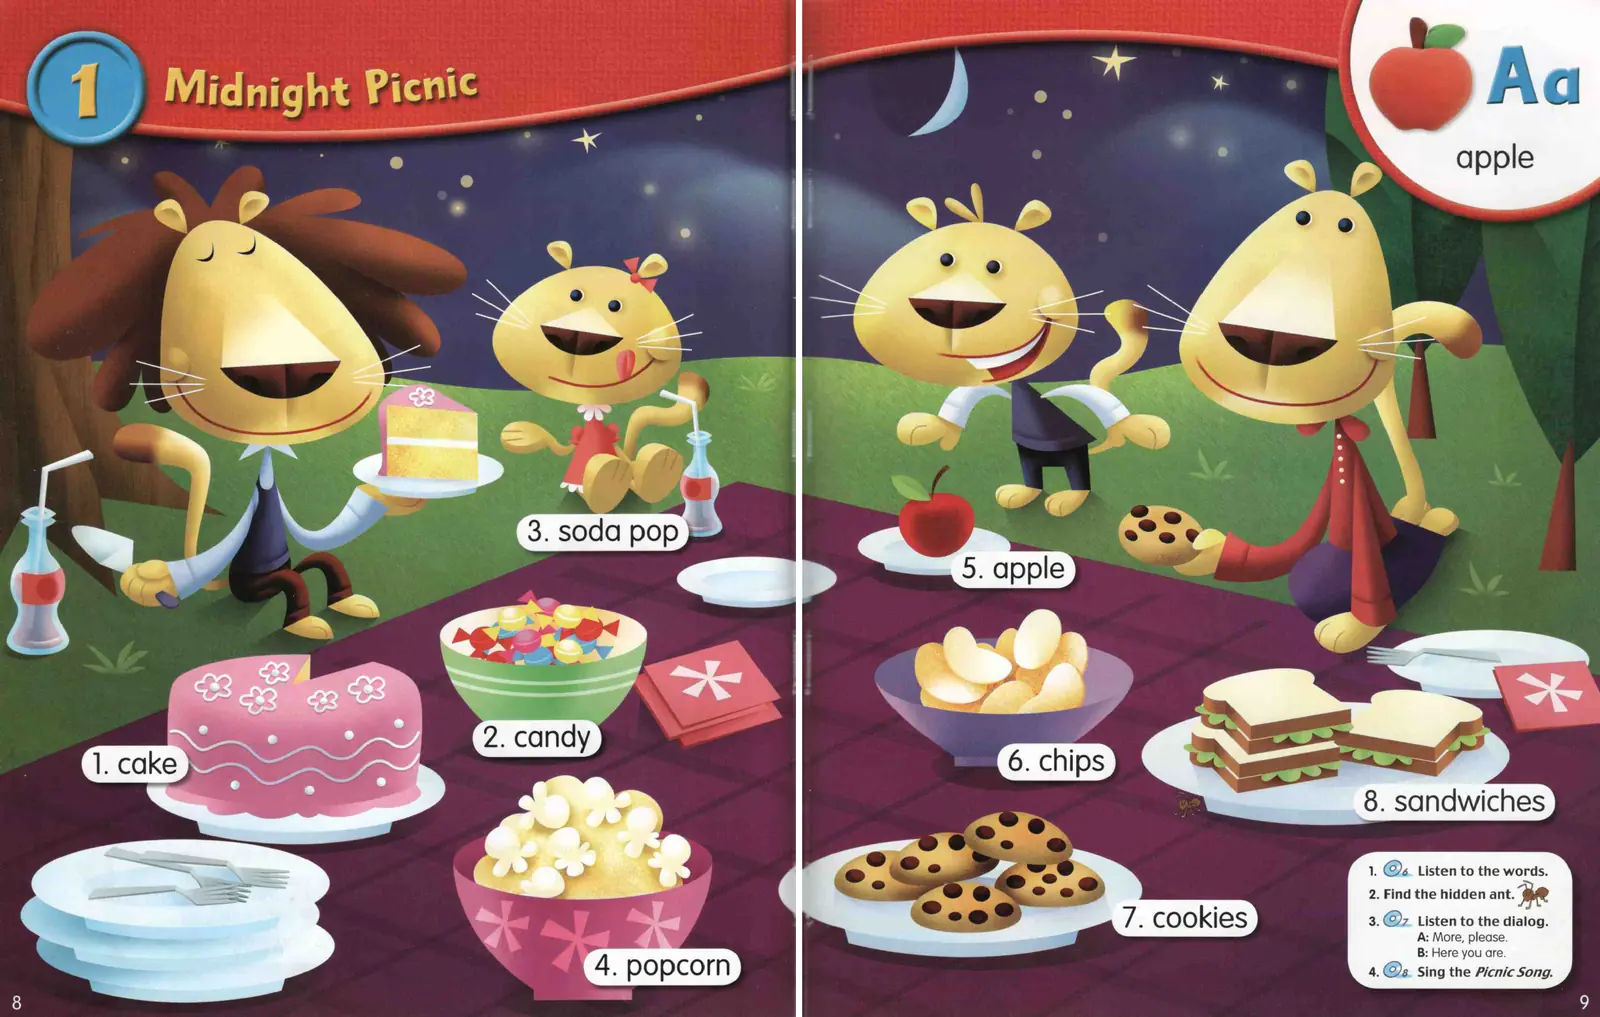 1 Midnight Picnic
Aa
apple
3. soda pop
5. apple
2. candy
6. chips
1. cake
8. sandwiches
7. cookies
4. popcorn
1. 6 Listen to the words.
2. Find the hidden ant.
3. 7 Listen to the dialog.
A: More, please.
B: Here you are.
4. 8 Sing the Picnic Song.
8
9